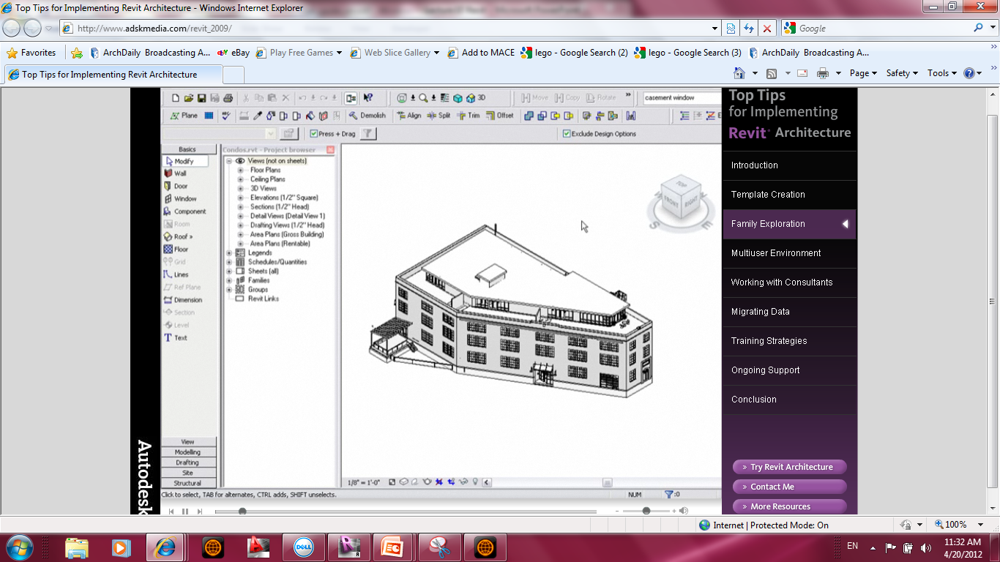 Top Tips for Implementing Revit Architecture - Windows Internet Explorer
http://www.adskmedia.com/revit_2009/
Google
Favorites ArchDaily Broadcasting A... eBay Play Free Games Web Slice Gallery Add to MACE lego - Google Search (2) lego - Google Search (3) ArchDaily Broadcasting A...
Top Tips for Implementing Revit Architecture
Page Safety Tools
3D Move Copy Rotate casement window
Plane Demolish Align Split Trim Offset
Press + Drag Exclude Design Options
Basics
Modify
Wall
Door
Window
Component
Room
Roof »
Floor
Grid
Lines
Ref Plane
Dimension
Section
Level
Text
View
Modelling
Drafting
Site
Structural
Condos.rvt - Project browser
Views (not on sheets)
Floor Plans
Ceiling Plans
3D Views
Elevations (1/2" Square)
Sections (1/2" Head)
Detail Views (Detail View 1)
Drafting Views (1/2" Head)
Area Plans (Gross Building)
Area Plans (Rentable)
Legends
Schedules/Quantities
Sheets (all)
Families
Groups
Revit Links
TOP
FRONT
RIGHT
S
E
1/8" = 1'-0"
Click to select, TAB for alternates, CTRL adds, SHIFT unselects.
NUM
:0
Autodesk
Top Tips
for Implementing
Revit Architecture
Introduction
Template Creation
Family Exploration
Multiuser Environment
Working with Consultants
Migrating Data
Training Strategies
Ongoing Support
Conclusion
» Try Revit Architecture
» Contact Me
» More Resources
Internet | Protected Mode: On
100%
DELL
EN
11:32 AM
4/20/2012